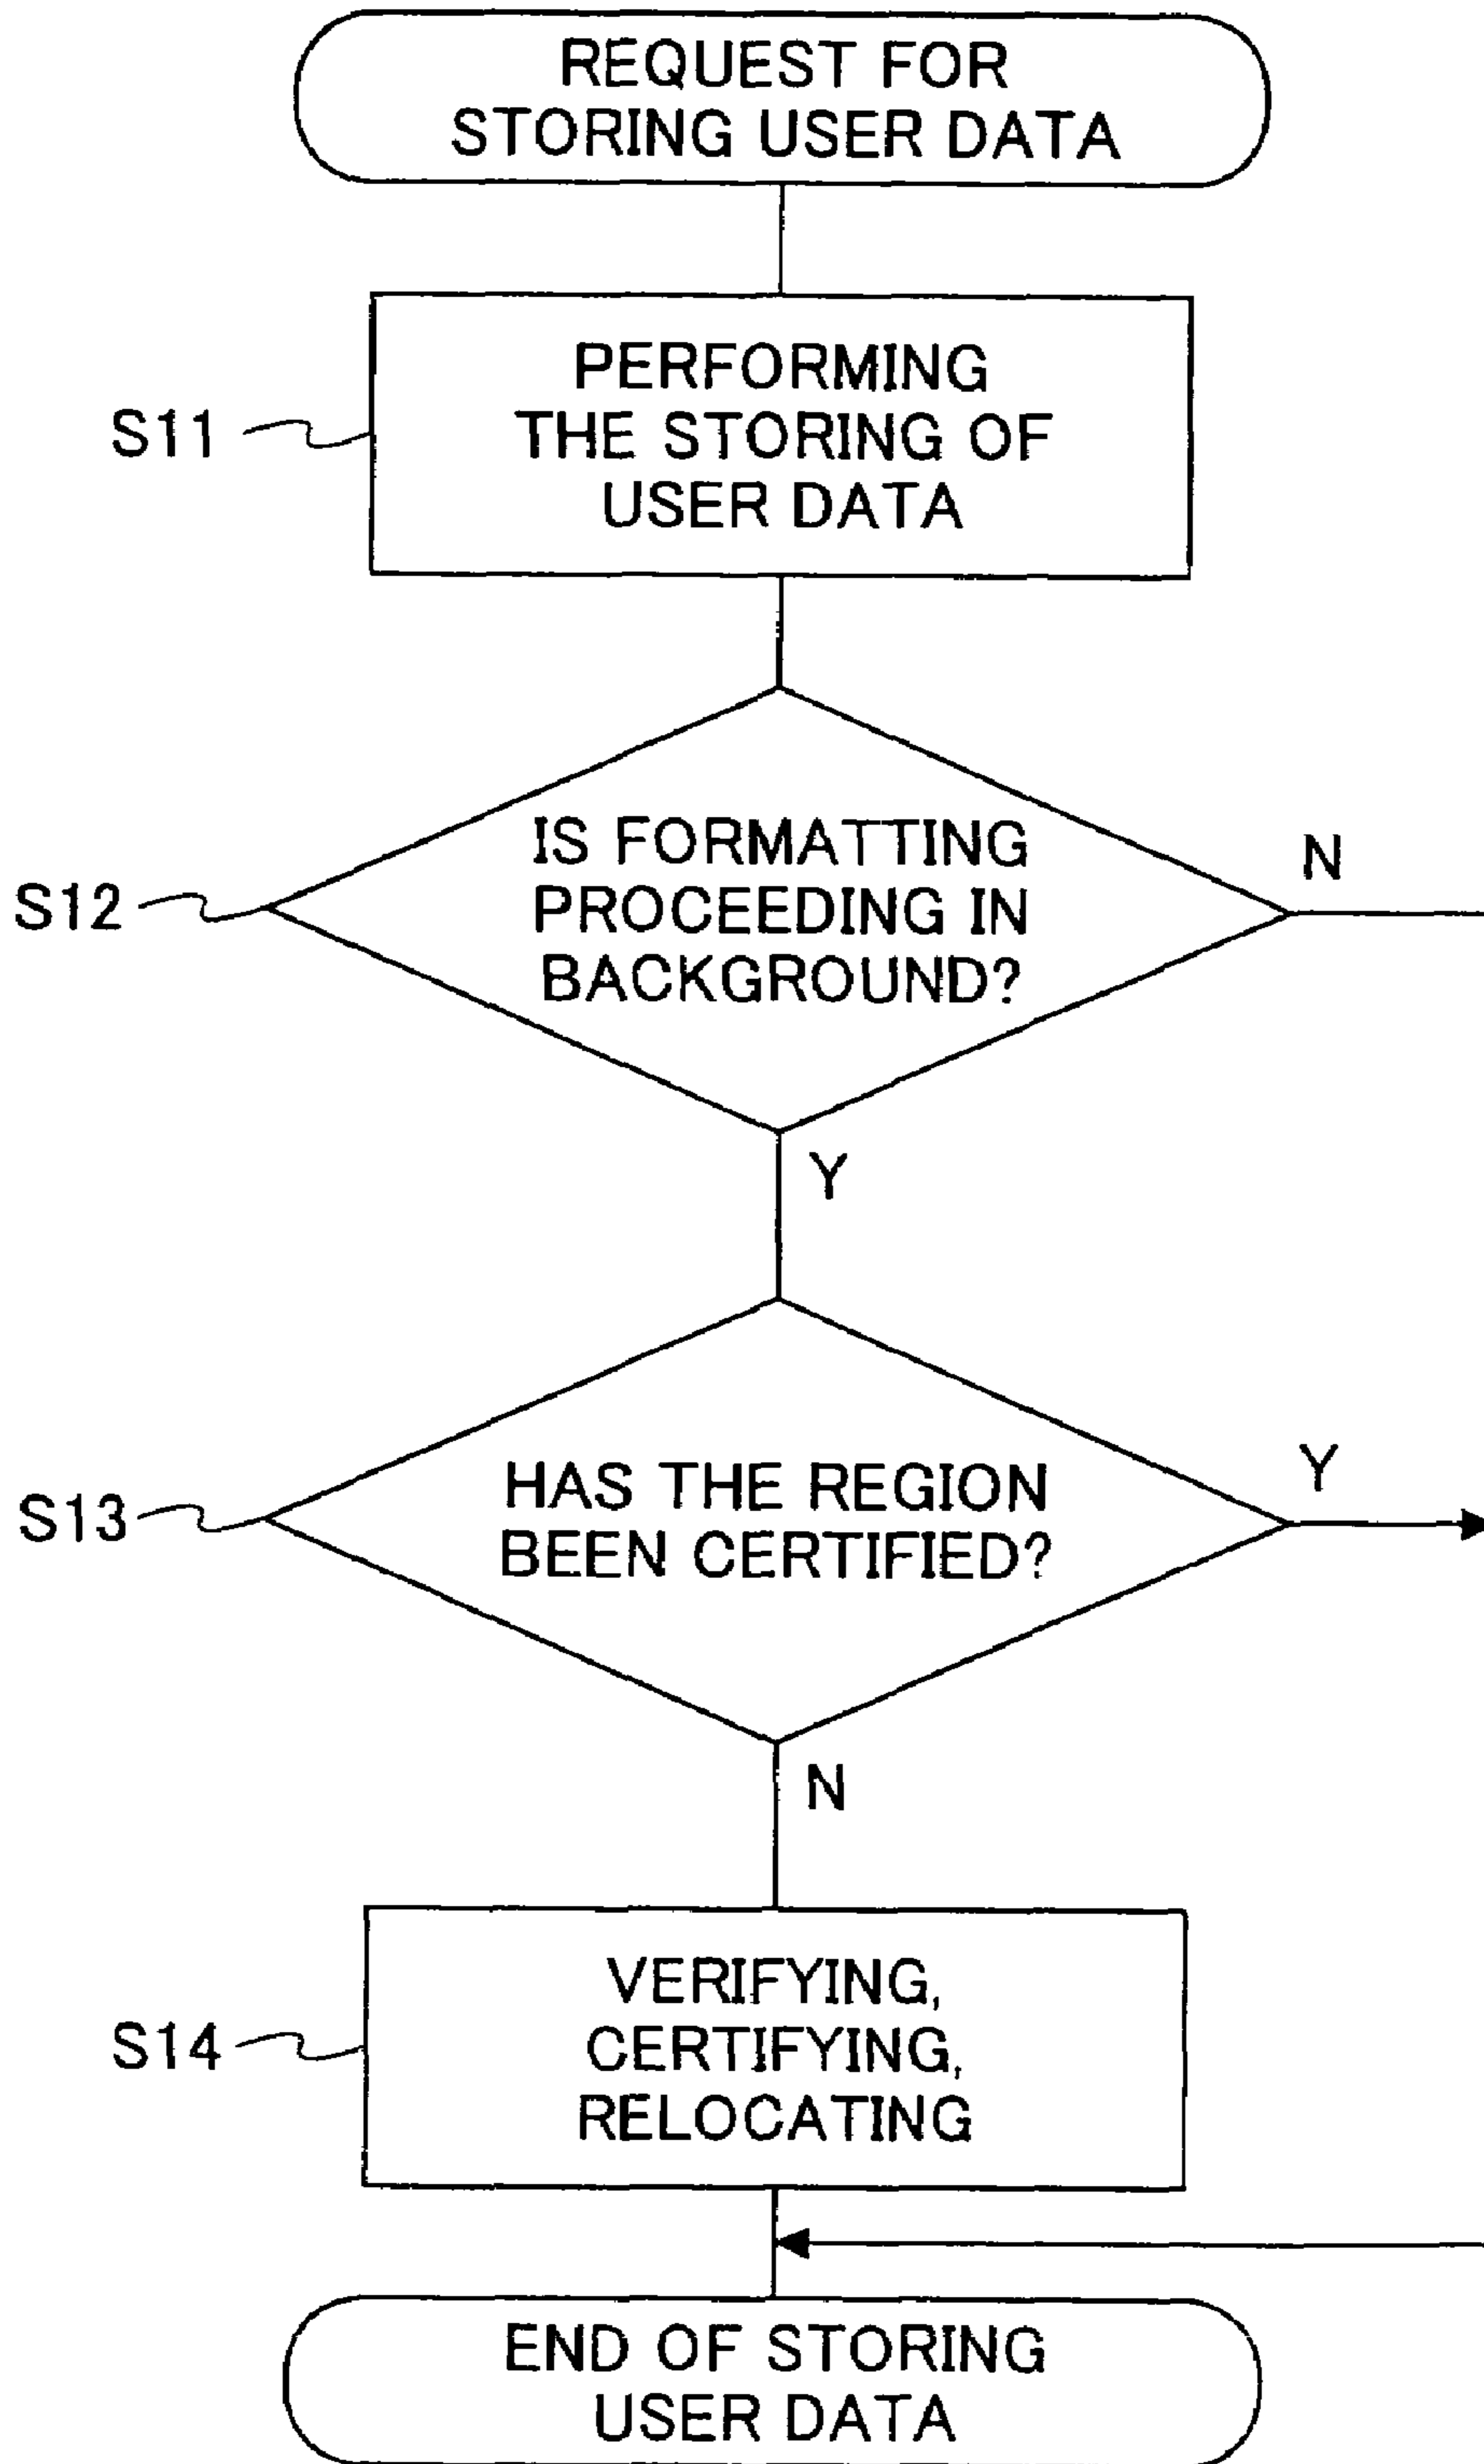 REQUEST FOR
STORING USER DATA
S11
PERFORMING
THE STORING OF
USER DATA
S12
IS FORMATTING
PROCEEDING IN
BACKGROUND?
N
Y
S13
HAS THE REGION
BEEN CERTIFIED?
Y
N
S14
VERIFYING,
CERTIFYING,
RELOCATING
END OF STORING
USER DATA